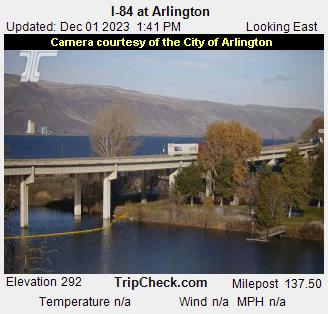 I-84 at Arlington
Updated: Dec 01 2023 1:41 PM Looking East
Camera courtesy of the City of Arlington
Elevation 292 TripCheck.com Milepost 137.50
Temperature n/a Wind n/a MPH n/a